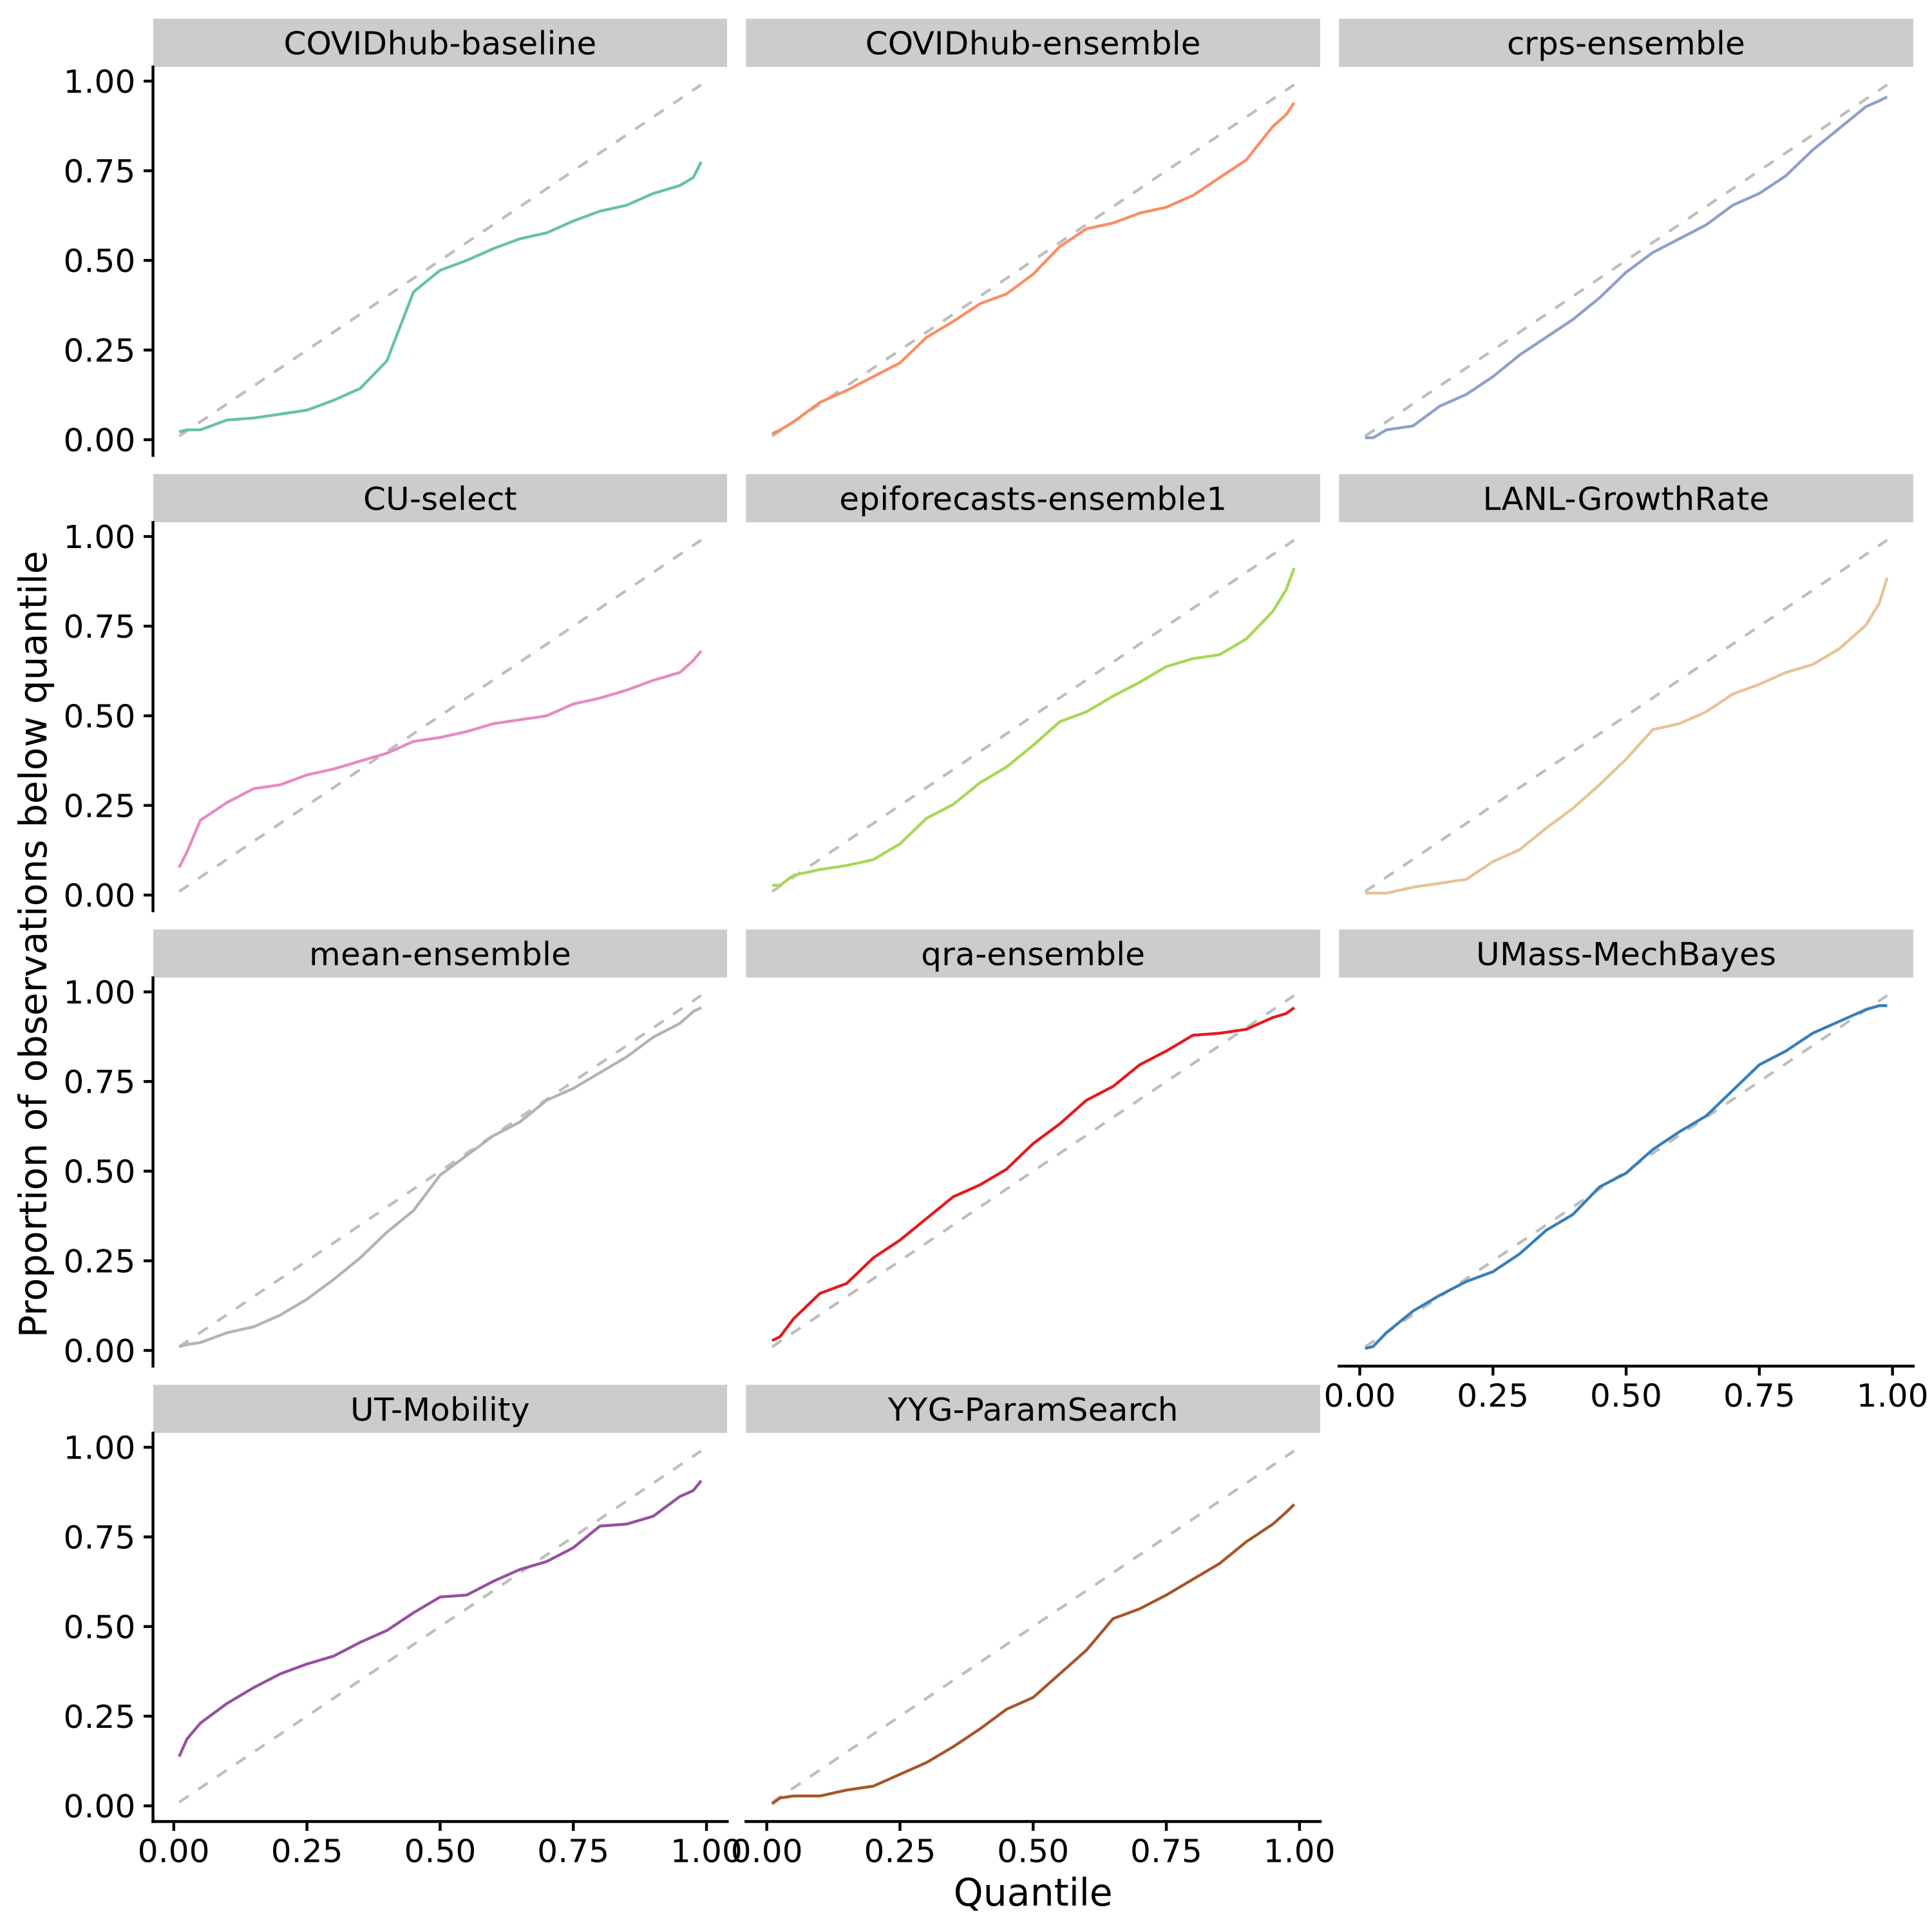 COVIDhub-baseline COVIDhub-ensemble crps-ensemble
1.00
0.75
0.50
0.25
0.00
CU-select epiforecasts-ensemble1 LANL-GrowthRate
1.00
0.75
0.50
0.25
0.00
Proportion of observations below quantile
mean-ensemble qra-ensemble UMass-MechBayes
1.00
0.75
0.50
0.25
0.00
0.00 0.25 0.50 0.75 1.00
UT-Mobility YYG-ParamSearch
1.00
0.75
0.50
0.25
0.00
0.00 0.25 0.50 0.75 1.00 0.00 0.25 0.50 0.75 1.00
Quantile